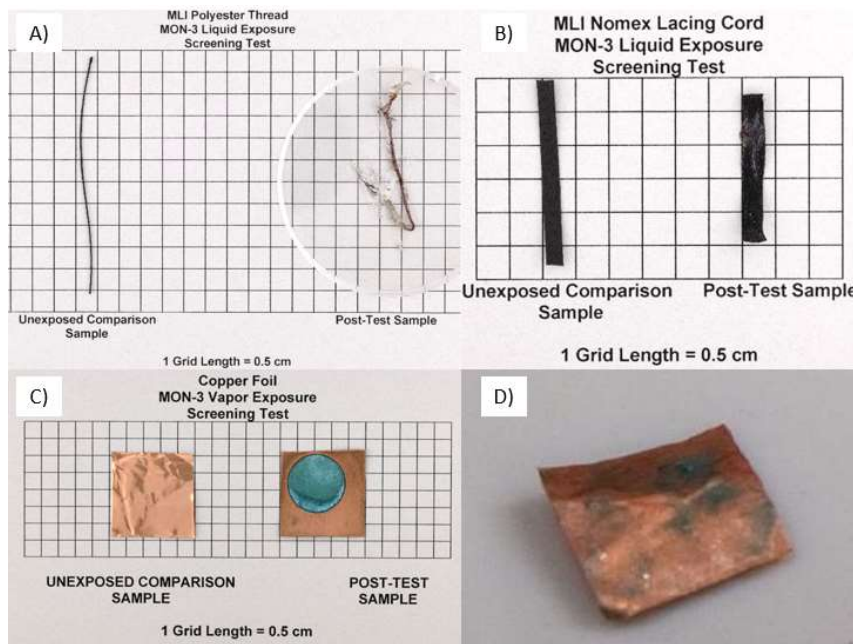 A)
MLI Polyester Thread
MON-3 Liquid Exposure
Screening Test
Unexposed Comparison
Sample
Post-Test Sample
1 Grid Length = 0.5 cm
B)
MLI Nomex Lacing Cord
MON-3 Liquid Exposure
Screening Test
Unexposed Comparison
Sample
Post-Test Sample
1 Grid Length = 0.5 cm
C)
Copper Foil
MON-3 Vapor Exposure
Screening Test
UNEXPOSED COMPARISON
SAMPLE
POST-TEST
SAMPLE
1 Grid Length = 0.5 cm
D)